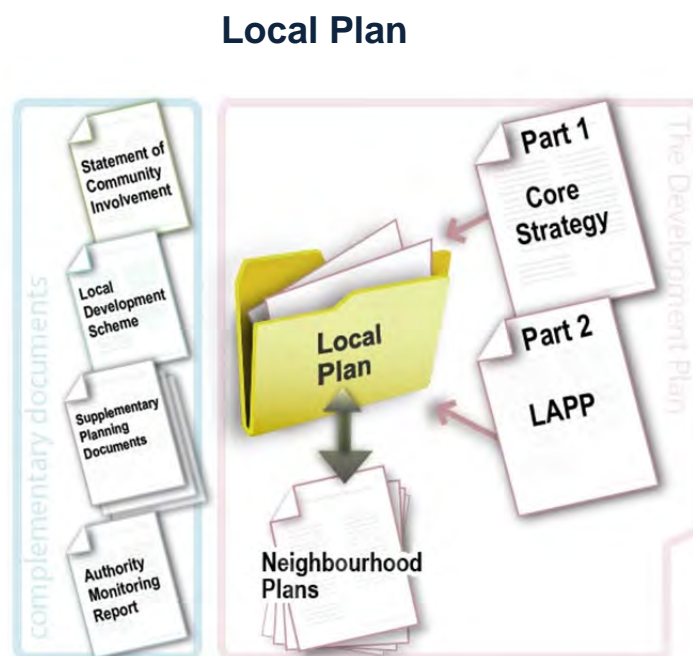 Local Plan
complementary documents
Statement of
Community
Involvement
Local
Development
Scheme
Supplementary
Planning
Documents
Authority
Monitoring
Report
The Development Plan
Local
Plan
Part 1
Core
Strategy
Part 2
LAPP
Neighbourhood
Plans